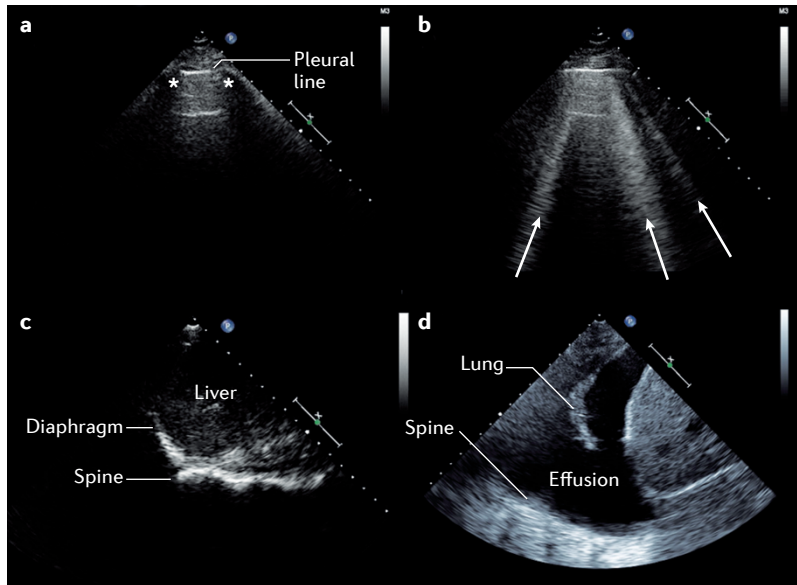 a
M3
*
*
Pleural
line
b
M3
c
Liver
Diaphragm
Spine
d
Lung
Spine
Effusion